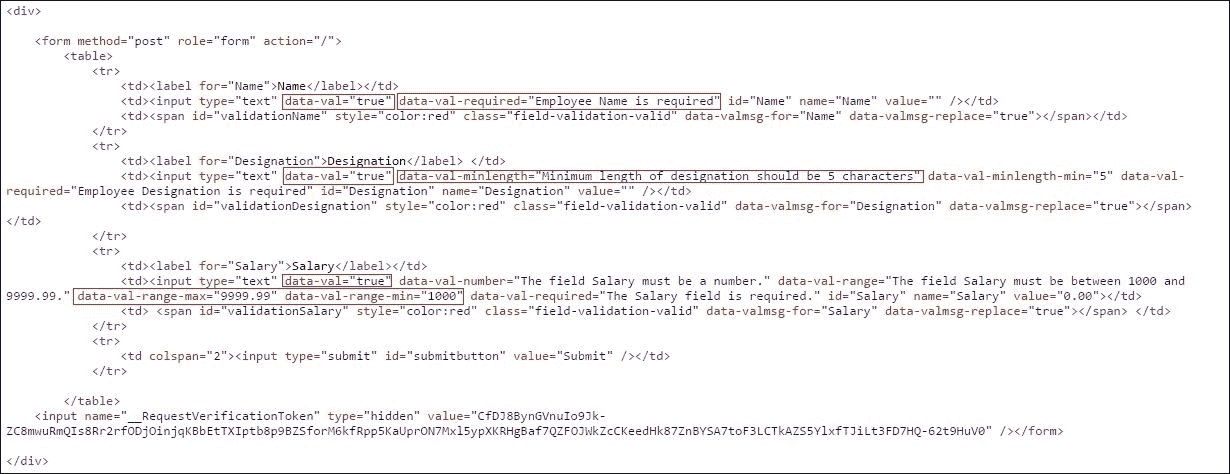 <div>
<form method="post" role="form" action="/">
<table>
<tr>
<td><label for="Name">Name</label></td>
<td><input type="text" data-val="true" data-val-required="Employee Name is required" id="Name" name="Name" value="" /></td>
<td><span id="validationName" style="color:red" class="field-validation-valid" data-valmsg-for="Name" data-valmsg-replace="true"></span></td>
</tr>
<tr>
<td><label for="Designation">Designation</label> </td>
<td><input type="text" data-val="true" data-val-minlength="Minimum length of designation should be 5 characters" data-val-minlength-min="5" data-val-
required="Employee Designation is required" id="Designation" name="Designation" value="" /></td>
<td><span id="validationDesignation" style="color:red" class="field-validation-valid" data-valmsg-for="Designation" data-valmsg-replace="true"></span>
</td>
</tr>
<tr>
<td><label for="Salary">Salary</label></td>
<td><input type="text" data-val="true" data-val-number="The field Salary must be a number." data-val-range="The field Salary must be between 1000 and
9999.99." data-val-range-max="9999.99" data-val-range-min="1000" data-val-required="The Salary field is required." id="Salary" name="Salary" value="0.00"></td>
<td> <span id="validationSalary" style="color:red" class="field-validation-valid" data-valmsg-for="Salary" data-valmsg-replace="true"></span> </td>
</tr>
<tr>
<td colspan="2"><input type="submit" id="submitbutton" value="Submit" /></td>
</tr>
</table>
<input name="__RequestVerificationToken" type="hidden" value="CfDJ8BynGVnuIo9Jk-
ZC8mwuRmQIs8Rr2rfODjOinjqKBbEtTXIptb8p9BZSforM6kfRpp5KaUprON7Mxl5ypXKRHgBaf7QZFOJWkZcCKeedHk87ZnBYSA7toF3LCTkAZS5YlxfTJiLt3FD7HQ-62t9HuV0" /></form>
</div>